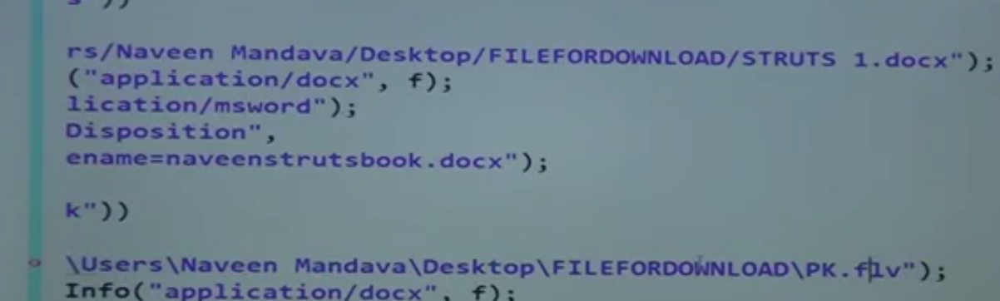 s"))
rs/Naveen Mandava/Desktop/FILEFORDOWNLOAD/STRUTS 1.docx");
("application/docx", f);
lication/msword");
Disposition",
ename=naveenstrutsbook.docx");
k"))
\Users\Naveen Mandava\Desktop\FILEFORDOWNLOAD\PK.flv");
Info("application/docx", f);